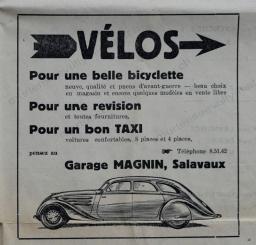 VÉLOS
Pour une belle bicyclette
neuve, qualité et pneus d'avant-guerre — beau choix
en magasin et encore quelques modèles en vente libre
Pour une revision
et toutes fournitures,
Pour un bon TAXI
voitures confortables, 8 places et 4 places,
pensez au
Téléphone 8.51.62
Garage MAGNIN, Salavaux